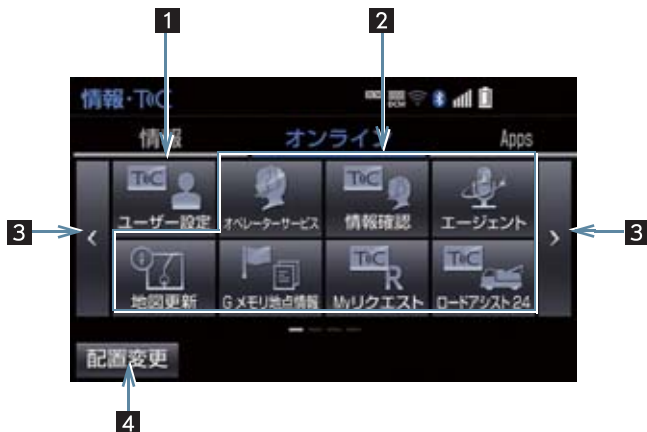 1 2
情報・T@C
DCM
情報 オンライン Apps
T@C T@C
ユーザー設定 オペレーターサービス 情報確認 エージェント
3 ‹ › 3
地図更新 G メモリ地点情報 Myリクエスト ロードアシスト24
T@C R T@C
配置変更
4